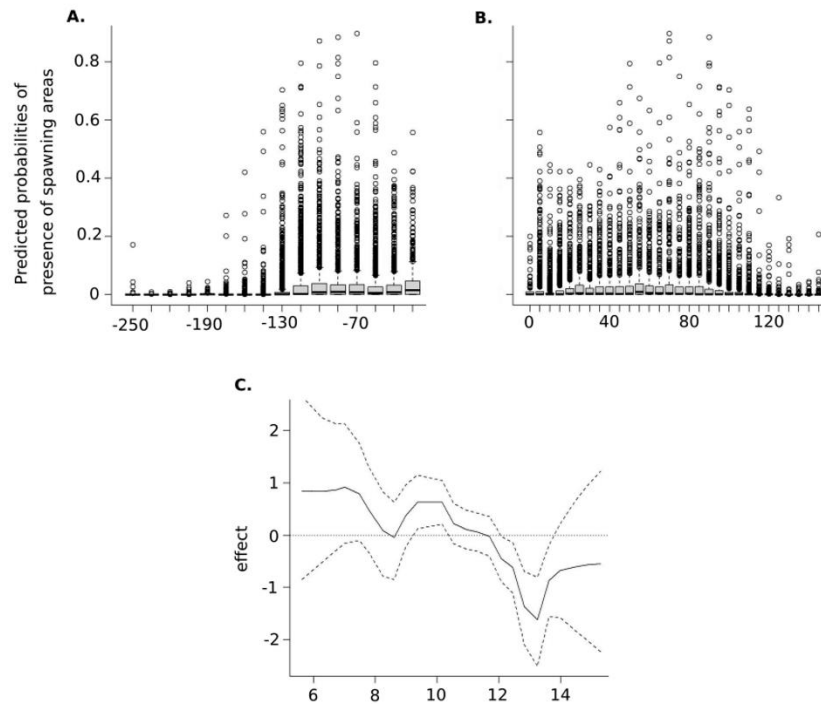 A.
B.
Predicted probabilities of
presence of spawning areas
0.8
0.6
0.4
0.2
0
-250 -190 -130 -70
0 40 80 120
C.
effect
2
1
0
-1
-2
6 8 10 12 14